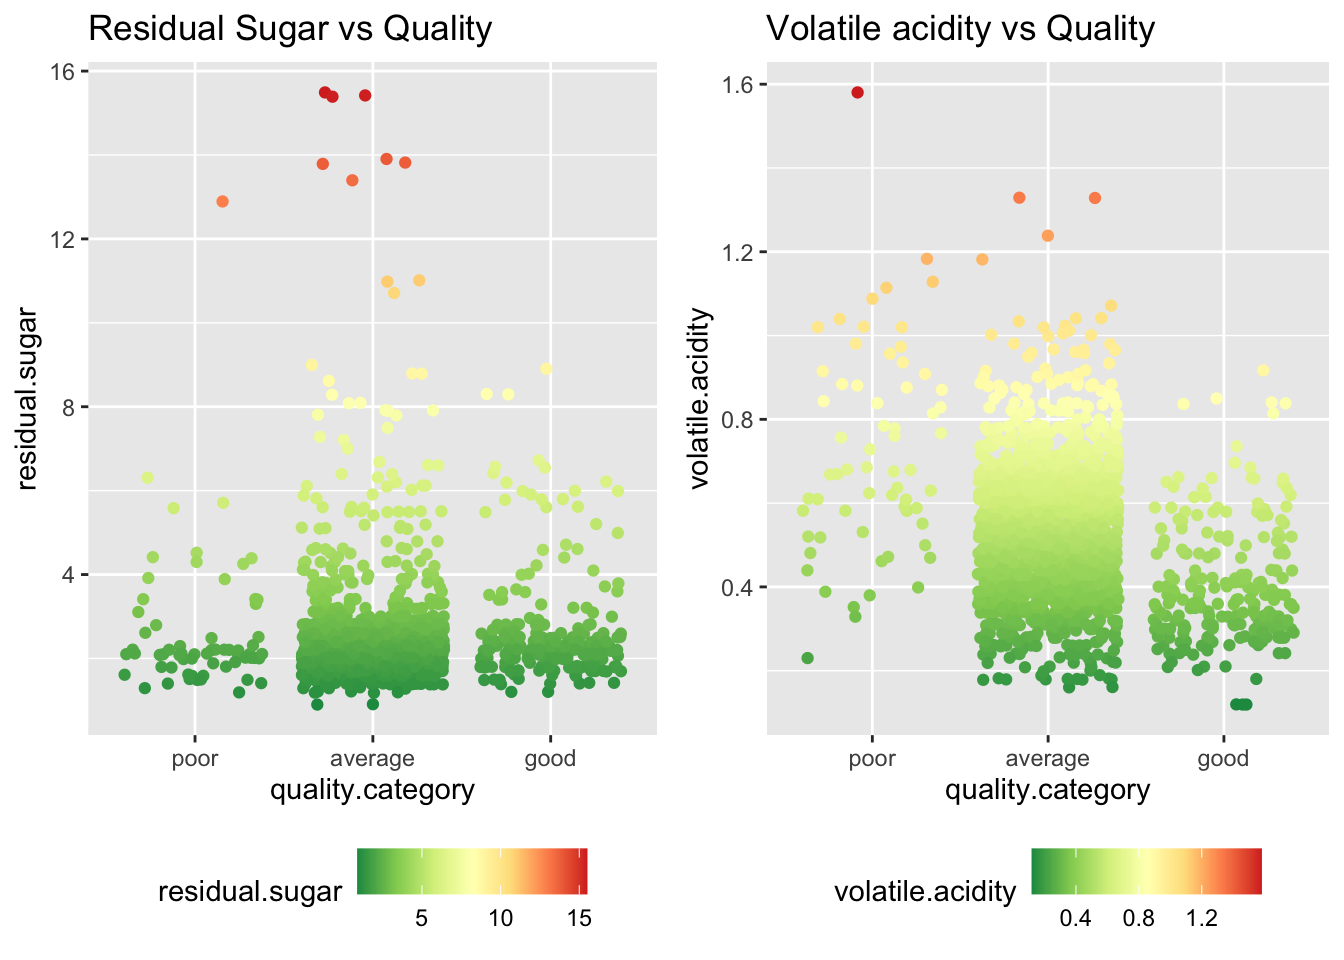 Residual Sugar vs Quality
16
12
8
4
residual.sugar
poor average good
quality.category
residual.sugar
5 10 15
Volatile acidity vs Quality
1.6
1.2
0.8
0.4
volatile.acidity
poor average good
quality.category
volatile.acidity
0.4 0.8 1.2